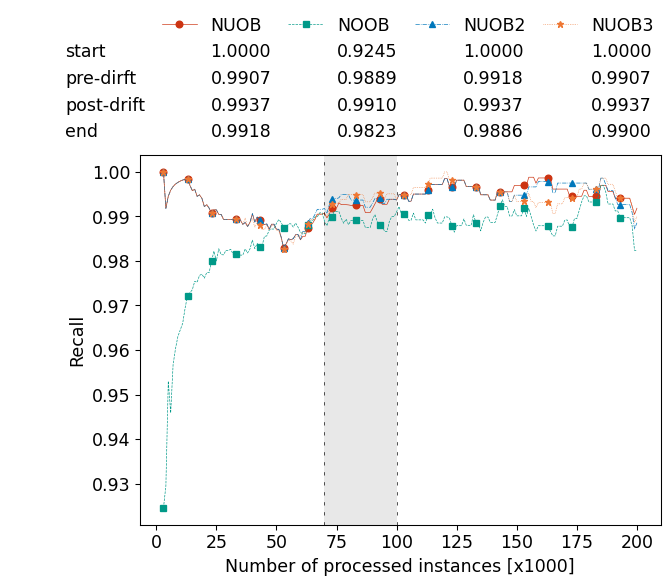 NUOB NOOB NUOB2 NUOB3
start 1.0000 0.9245 1.0000 1.0000
pre-dirft 0.9907 0.9889 0.9918 0.9907
post-drift 0.9937 0.9910 0.9937 0.9937
end 0.9918 0.9823 0.9886 0.9900
1.00
0.99
0.98
0.97
0.96
0.95
0.94
0.93
Recall
0 25 50 75 100 125 150 175 200
Number of processed instances [x1000]